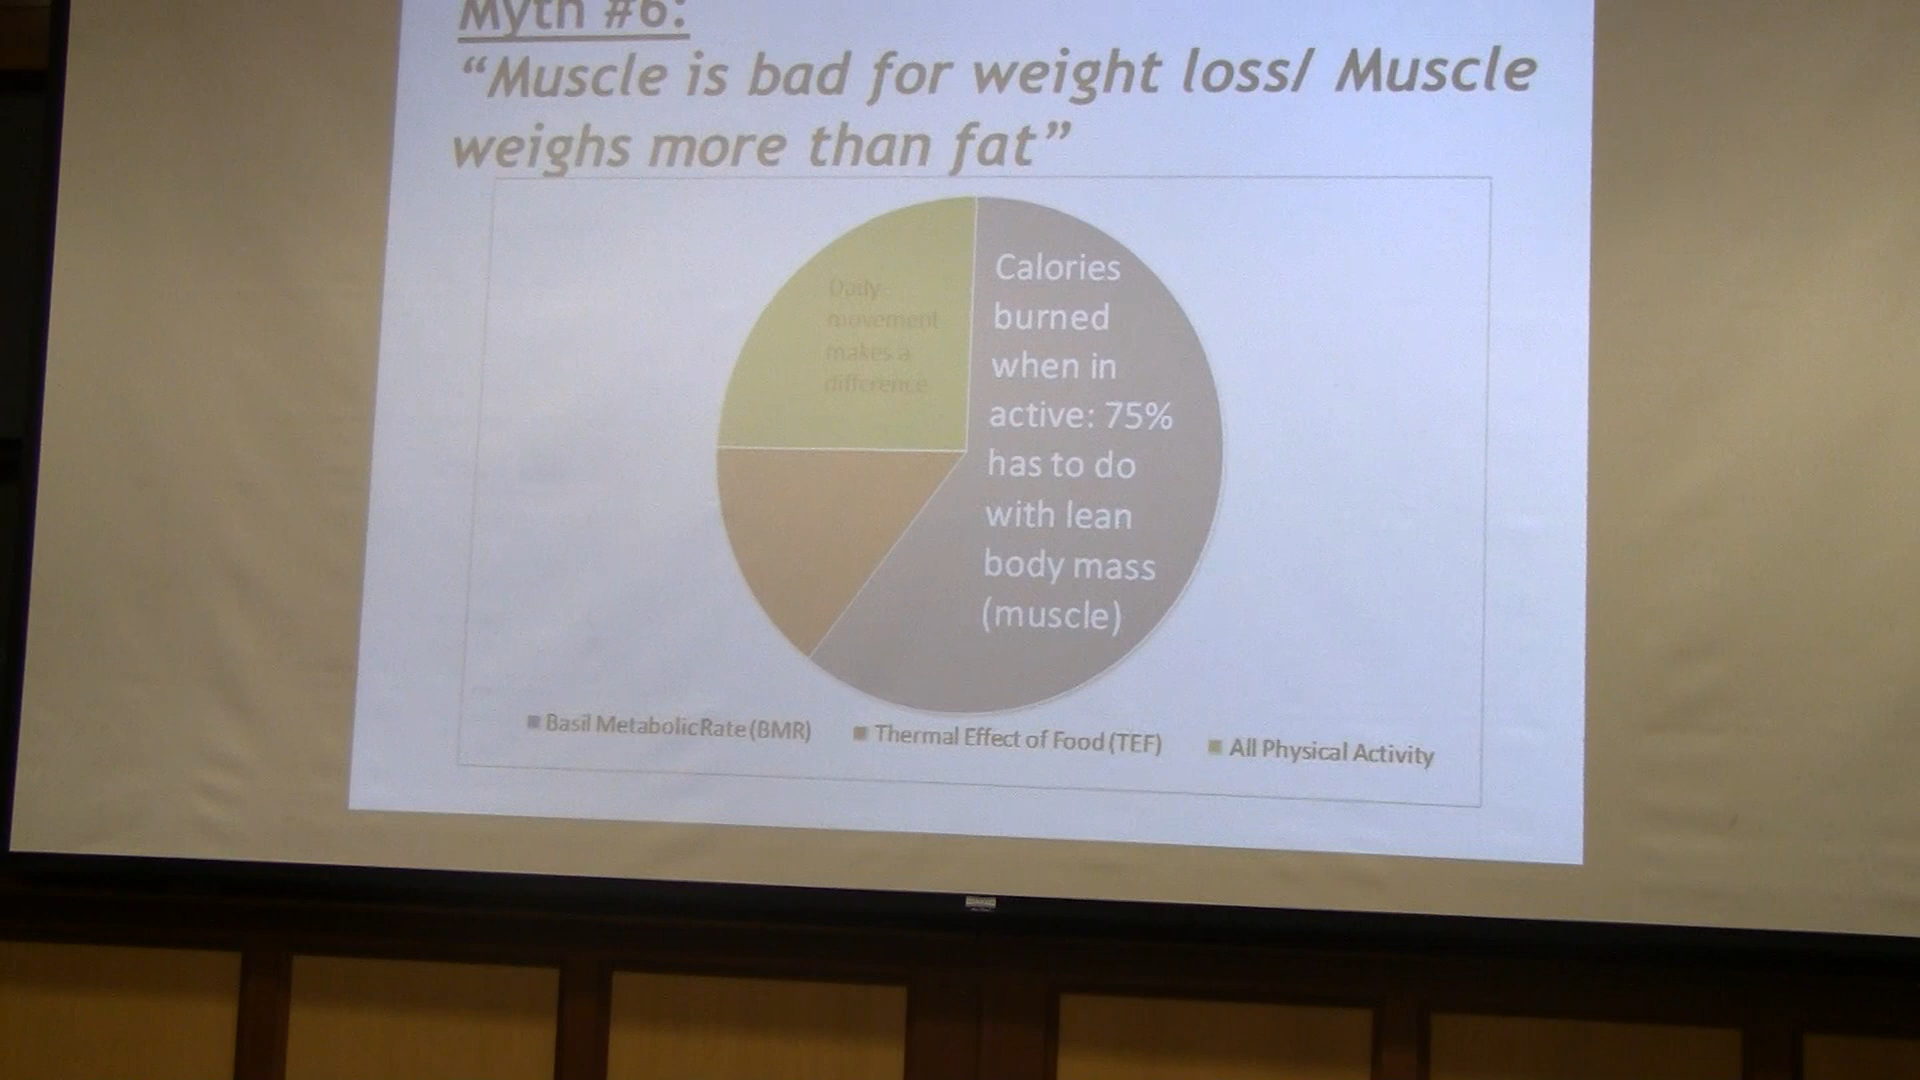 Myth #6:
“Muscle is bad for weight loss/ Muscle
weighs more than fat”
Daily
movement
makes a
difference
Calories
burned
when in
active: 75%
has to do
with lean
body mass
(muscle)
Basil Metabolic Rate (BMR)
Thermal Effect of Food (TEF)
All Physical Activity